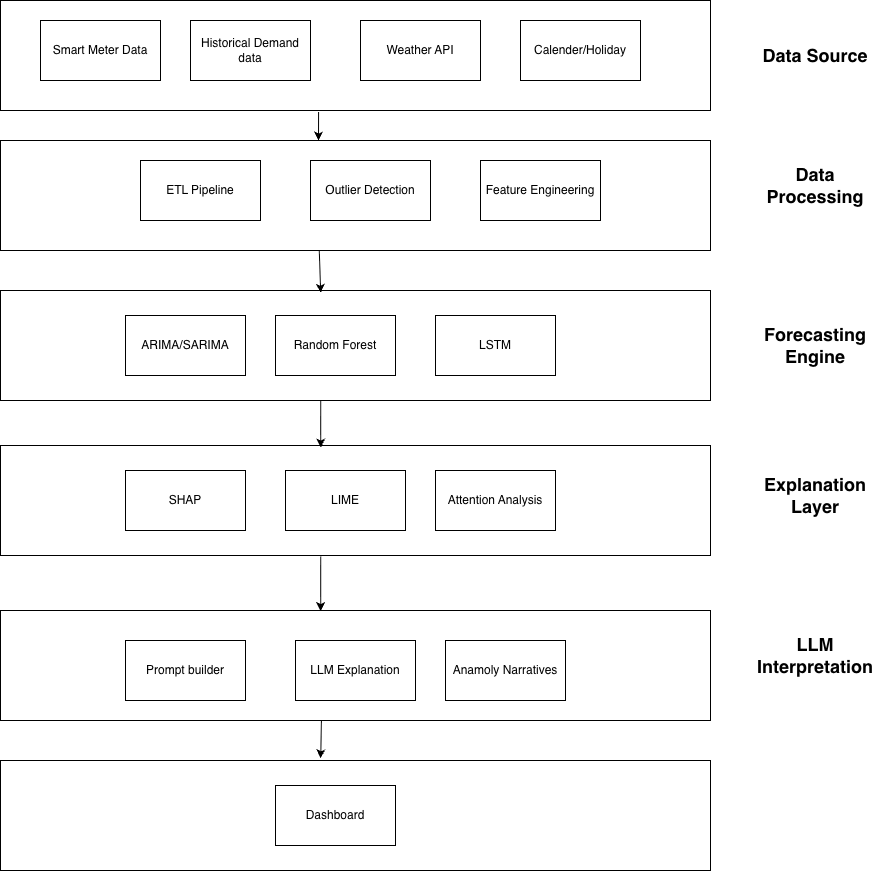 Smart Meter Data
Historical Demand
data
Weather API
Calender/Holiday
Data Source
ETL Pipeline
Outlier Detection
Feature Engineering
Data
Processing
ARIMA/SARIMA
Random Forest
LSTM
Forecasting
Engine
SHAP
LIME
Attention Analysis
Explanation
Layer
Prompt builder
LLM Explanation
Anamoly Narratives
LLM
Interpretation
Dashboard